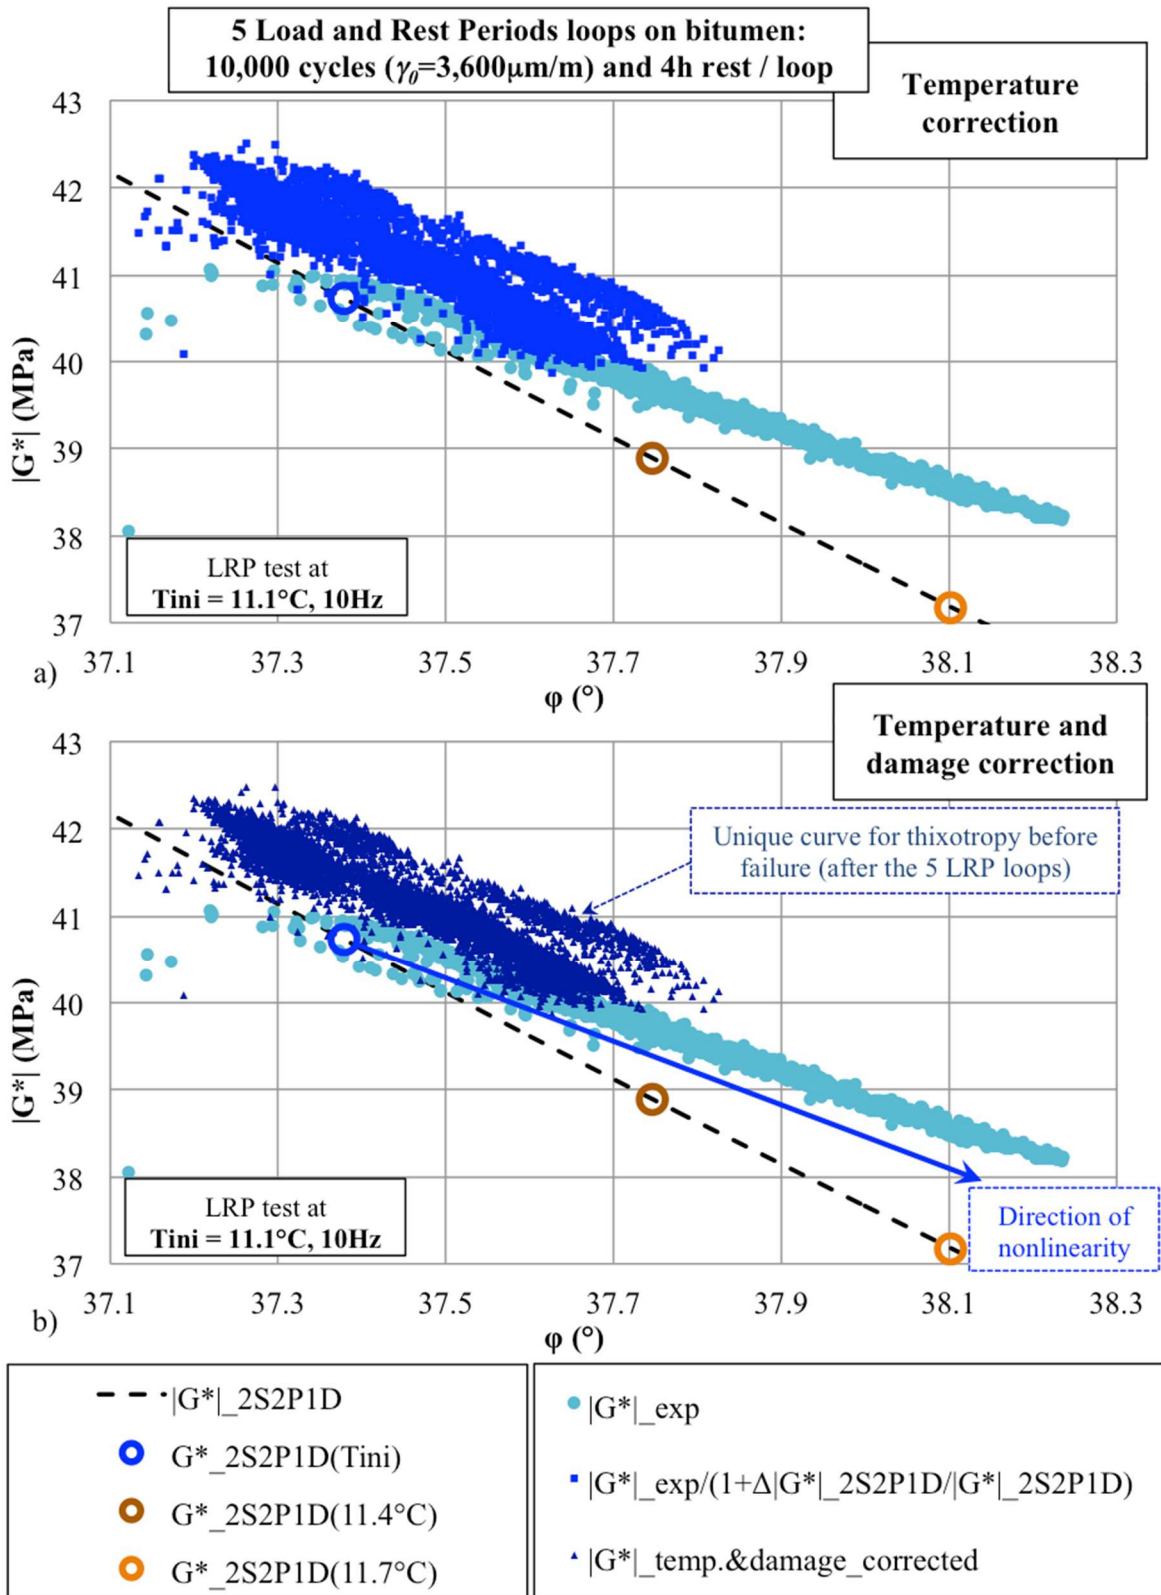 5 Load and Rest Periods loops on bitumen:
10,000 cycles (γ0=3,600μm/m) and 4h rest / loop
Temperature
correction
43
42
41
40
39
38
37
|G*| (MPa)
LRP test at
Tini = 11.1°C, 10Hz
37.1 37.3 37.5 37.7 37.9 38.1 38.3
a)
φ (°)
Temperature and
damage correction
43
42
41
40
39
38
37
|G*| (MPa)
Unique curve for thixotropy before
failure (after the 5 LRP loops)
LRP test at
Tini = 11.1°C, 10Hz
Direction of
nonlinearity
37.1 37.3 37.5 37.7 37.9 38.1 38.3
b)
φ (°)
|G*|_2S2P1D
G*_2S2P1D(Tini)
G*_2S2P1D(11.4°C)
G*_2S2P1D(11.7°C)
|G*|_exp
|G*|_exp/(1+Δ|G*|_2S2P1D/|G*|_2S2P1D)
|G*|_temp.&damage_corrected